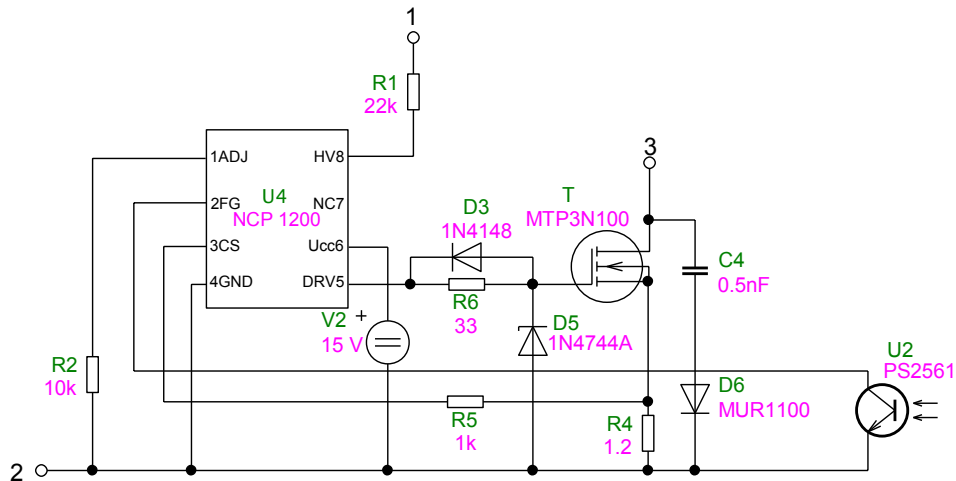 1
R1
22k
1ADJ
HV8
3
2FG
U4
NC7
NCP 1200
D3
1N4148
T
MTP3N100
3CS
Ucc6
C4
0.5nF
4GND
DRV5
R6
33
V2
+
15 V
D5
1N4744A
U2
PS2561
R2
10k
D6
MUR1100
R5
1k
R4
1.2
2